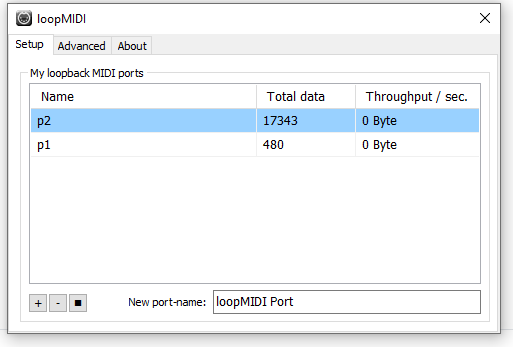 loopMIDI
Setup Advanced About
My loopback MIDI ports
Name Total data Throughput / sec.
p2 17343 0 Byte
p1 480 0 Byte
+ - ■ New port-name: loopMIDI Port